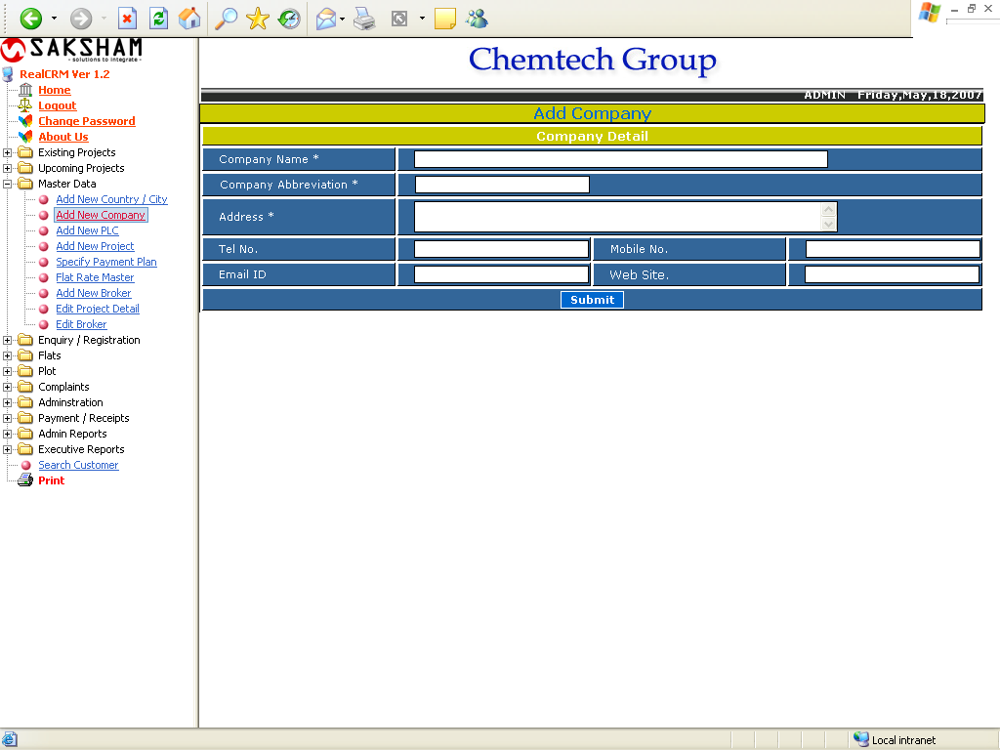 SAKSHAM
- solutions to integrate -
RealCRM Ver 1.2
Home
Logout
Change Password
About Us
Existing Projects
Upcoming Projects
Master Data
Add New Country / City
Add New Company
Add New PLC
Add New Project
Specify Payment Plan
Flat Rate Master
Add New Broker
Edit Project Detail
Edit Broker
Enquiry / Registration
Flats
Plot
Complaints
Adminstration
Payment / Receipts
Admin Reports
Executive Reports
Search Customer
Print
Chemtech Group
ADMIN Friday,May,18,2007
Add Company
Company Detail
Company Name *
Company Abbreviation *
Address *
Tel No. Mobile No.
Email ID Web Site.
Submit
Local intranet